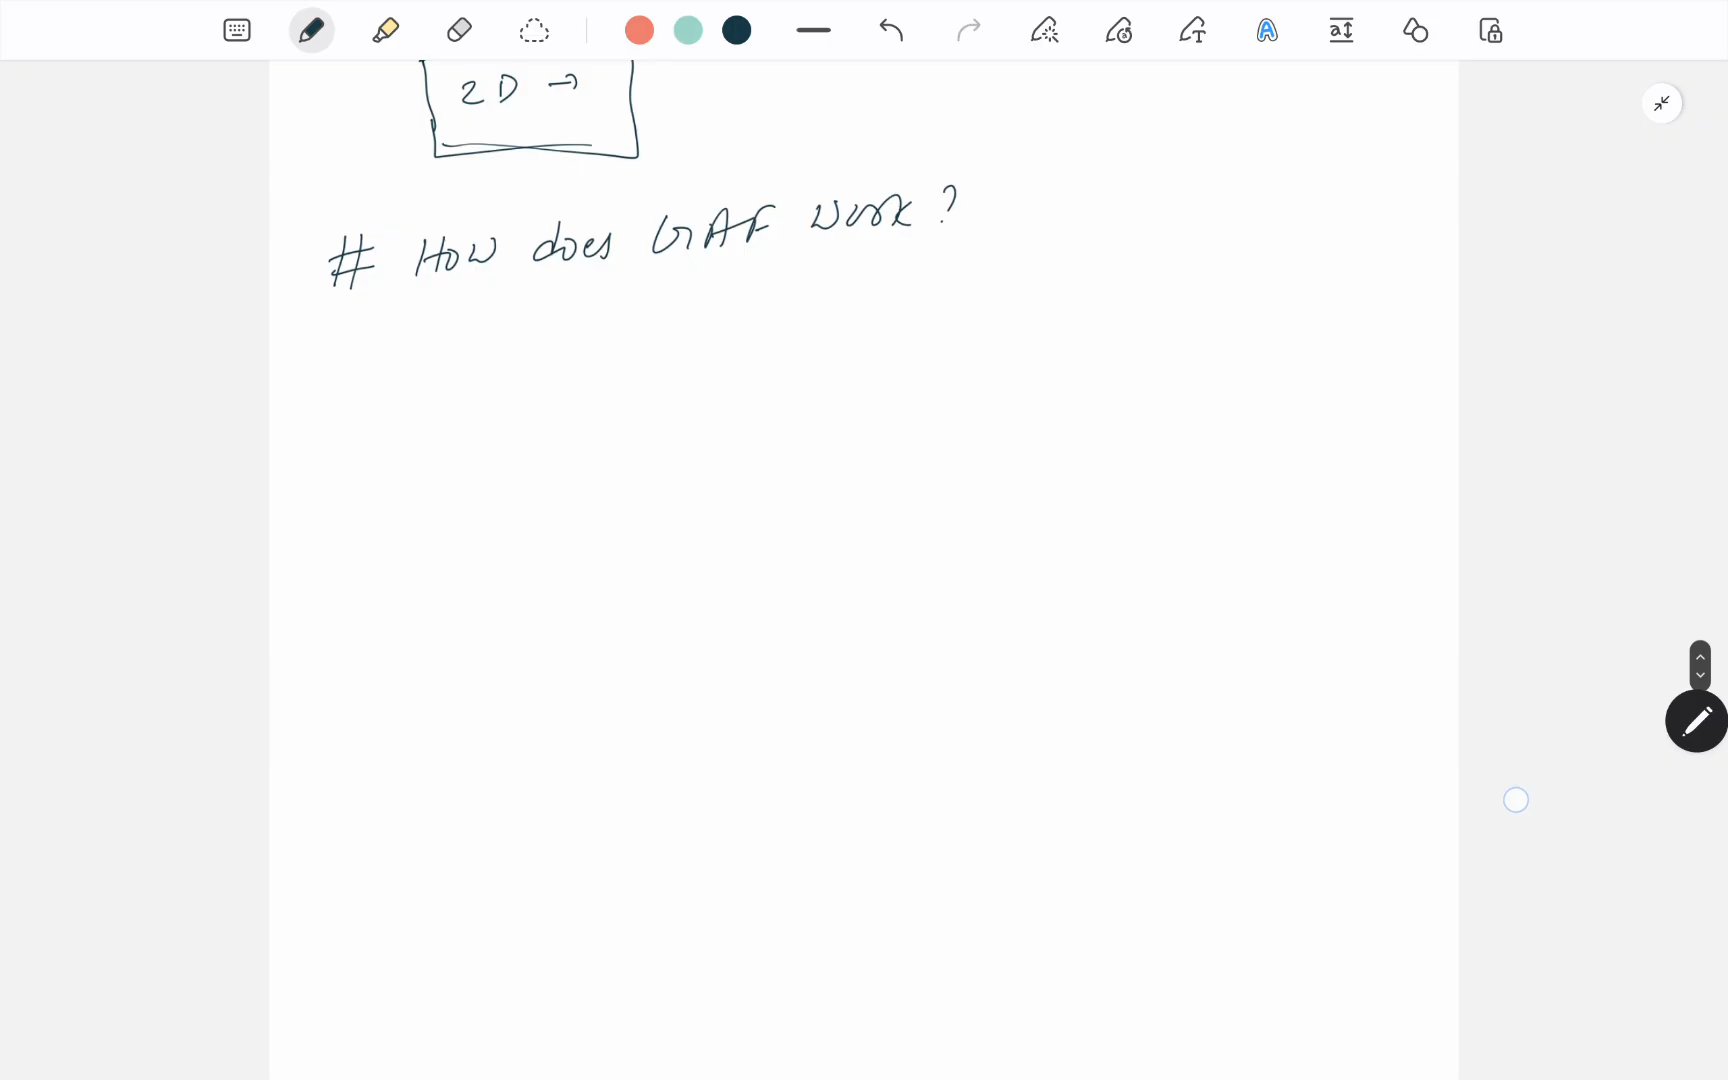 2D →
# How does GAF work?